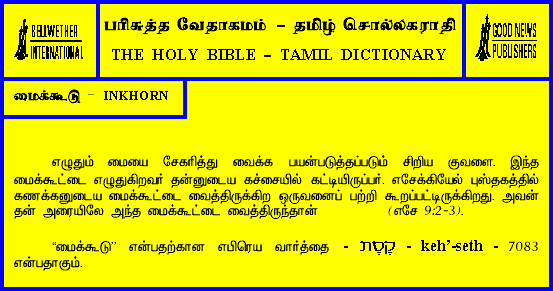 BELLWETHER
INTERNATIONAL
பரிசுத்த வேதாகமம் – தமிழ் சொல்லகராதி
THE HOLY BIBLE – TAMIL DICTIONARY
GOOD NEWS
PUBLISHERS
மைக்கூடு – INKHORN
எழுதும் மையை சேகரித்து வைக்க பயன்படுத்தப்படும் சிறிய குவளை. இந்த
மைக்கூட்டை எழுதுகிறவர் தன்னுடைய கச்சையில் கட்டியிருப்பர். எசேக்கியேல் புஸ்தகத்தில்
கணக்கனுடைய மைக்கூட்டை வைத்திருக்கிற ஒருவனைப் பற்றி கூறப்பட்டிருக்கிறது. அவன்
தன் அரையிலே அந்த மைக்கூட்டை வைத்திருந்தான் (எசே 9:2-3).
“மைக்கூடு” என்பதற்கான எபிரெய வார்த்தை - קֶסֶת - keh’-seth - 7083
என்பதாகும்.